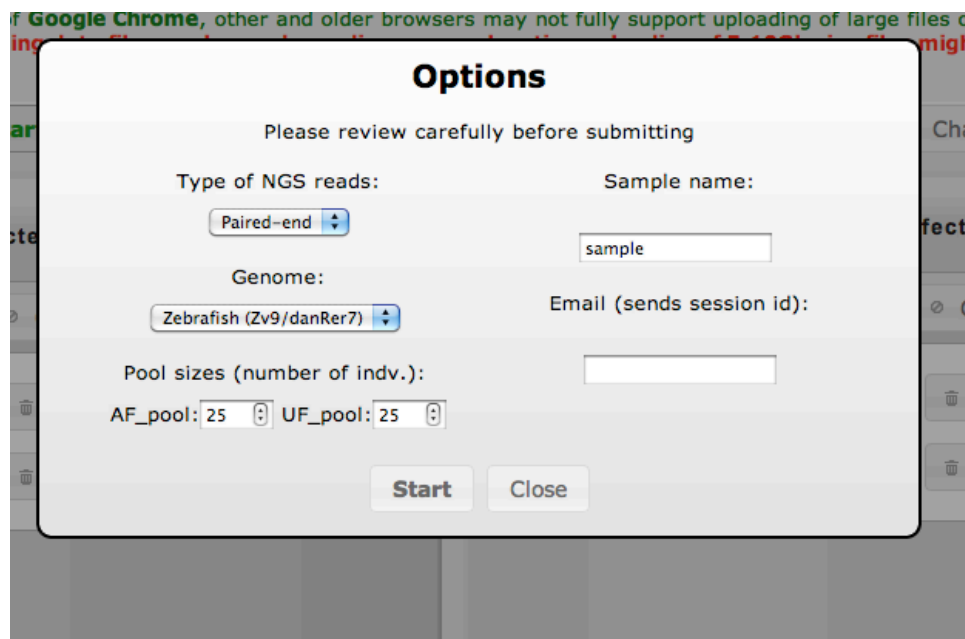 of Google Chrome, other and older browsers may not fully support uploading of large files
Options
Please review carefully before submitting
Type of NGS reads:
Paired-end
Genome:
Zebrafish (Zv9/danRer7)
Pool sizes (number of indv.):
AF_pool: 25 UF_pool: 25
Sample name:
sample
Email (sends session id):
Start Close